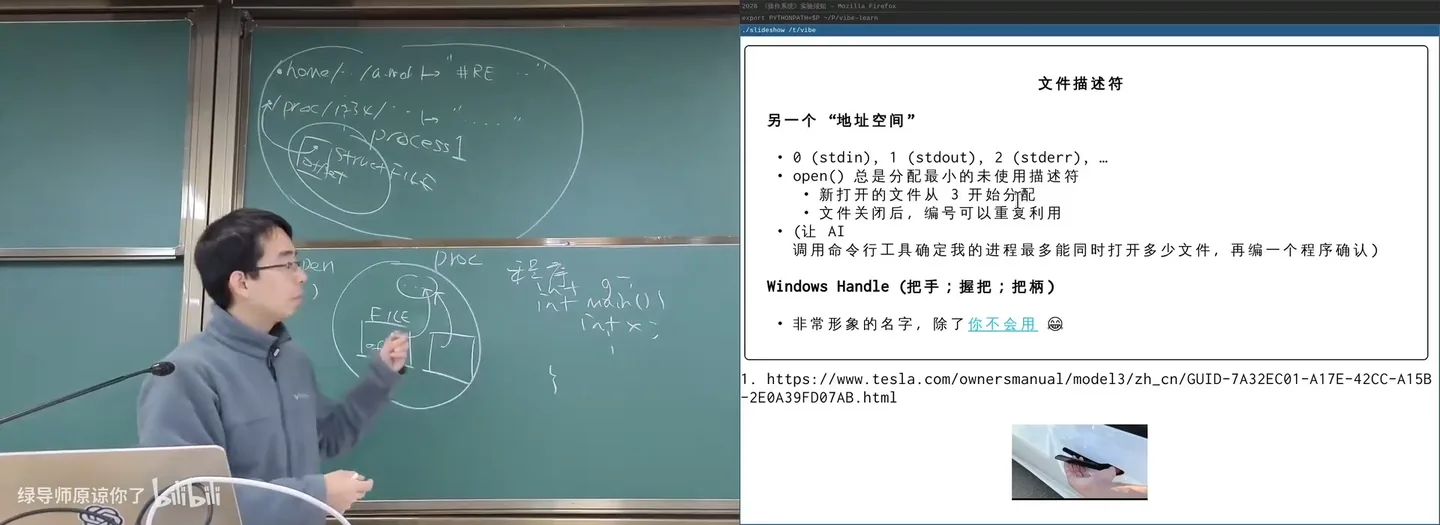 /home/ /a.md ↦ "#RE ..."
/proc/1234/ ... ↦ "......"
process1
offset
struct FILE
open
)
proc
FILE
程序
int g
int main() {
int x;
}
绿导师原谅你了 bilibili
2026 《操作系统》实验须知 — Mozilla Firefox
export PYTHONPATH=$P ~/P/vibe-learn
./slideshow /t/vibe
文件描述符
另一个 “地址空间”
• 0 (stdin), 1 (stdout), 2 (stderr), …
• open() 总是分配最小的未使用描述符
• 新打开的文件从 3 开始分配
• 文件关闭后，编号可以重复利用
• (让 AI
调用命令行工具确定我的进程最多能同时打开多少文件，再编一个程序确认)
Windows Handle (把手；握把；把柄)
• 非常形象的名字，除了你不会用 😂
1. https://www.tesla.com/ownersmanual/model3/zh_cn/GUID-7A32EC01-A17E-42CC-A15B
-2E0A39FD07AB.html